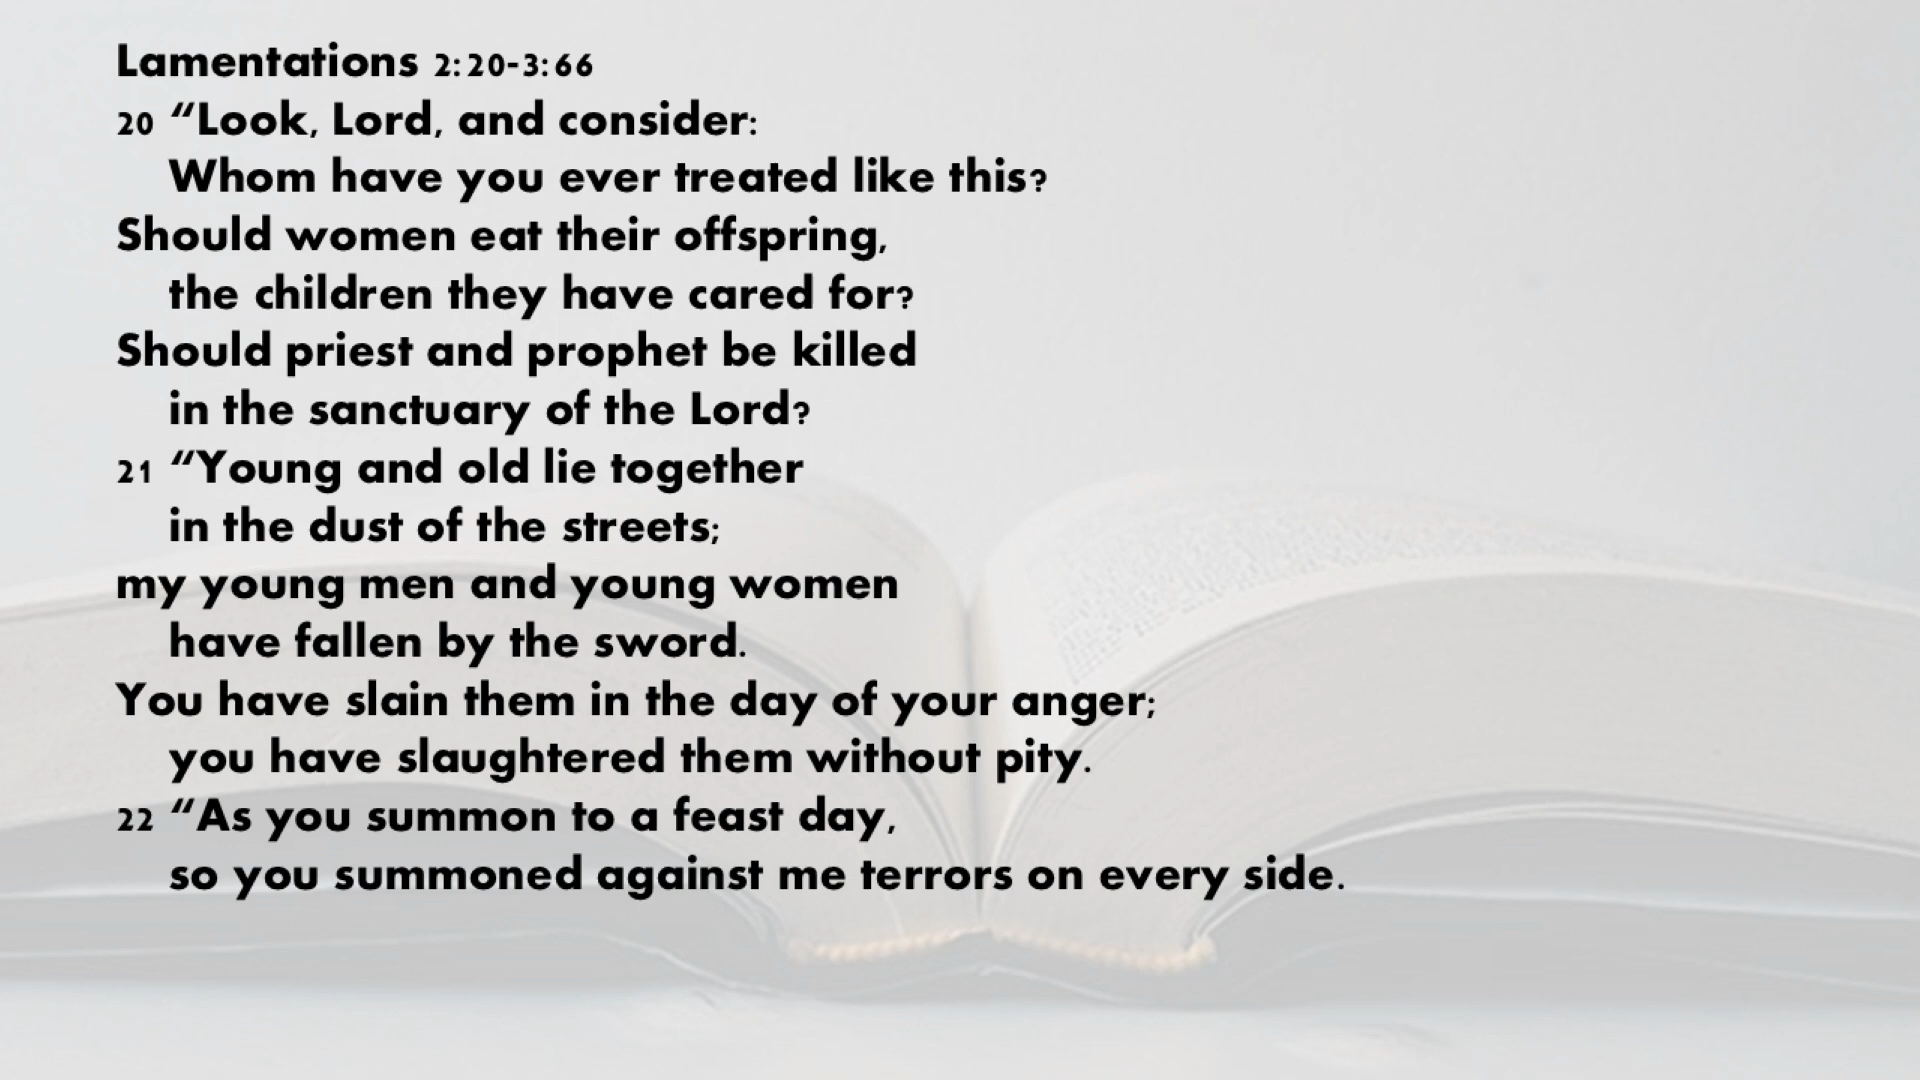 Lamentations 2:20-3:66
20 “Look, Lord, and consider:
Whom have you ever treated like this?
Should women eat their offspring,
the children they have cared for?
Should priest and prophet be killed
in the sanctuary of the Lord?
21 “Young and old lie together
in the dust of the streets;
my young men and young women
have fallen by the sword.
You have slain them in the day of your anger;
you have slaughtered them without pity.
22 “As you summon to a feast day,
so you summoned against me terrors on every side.